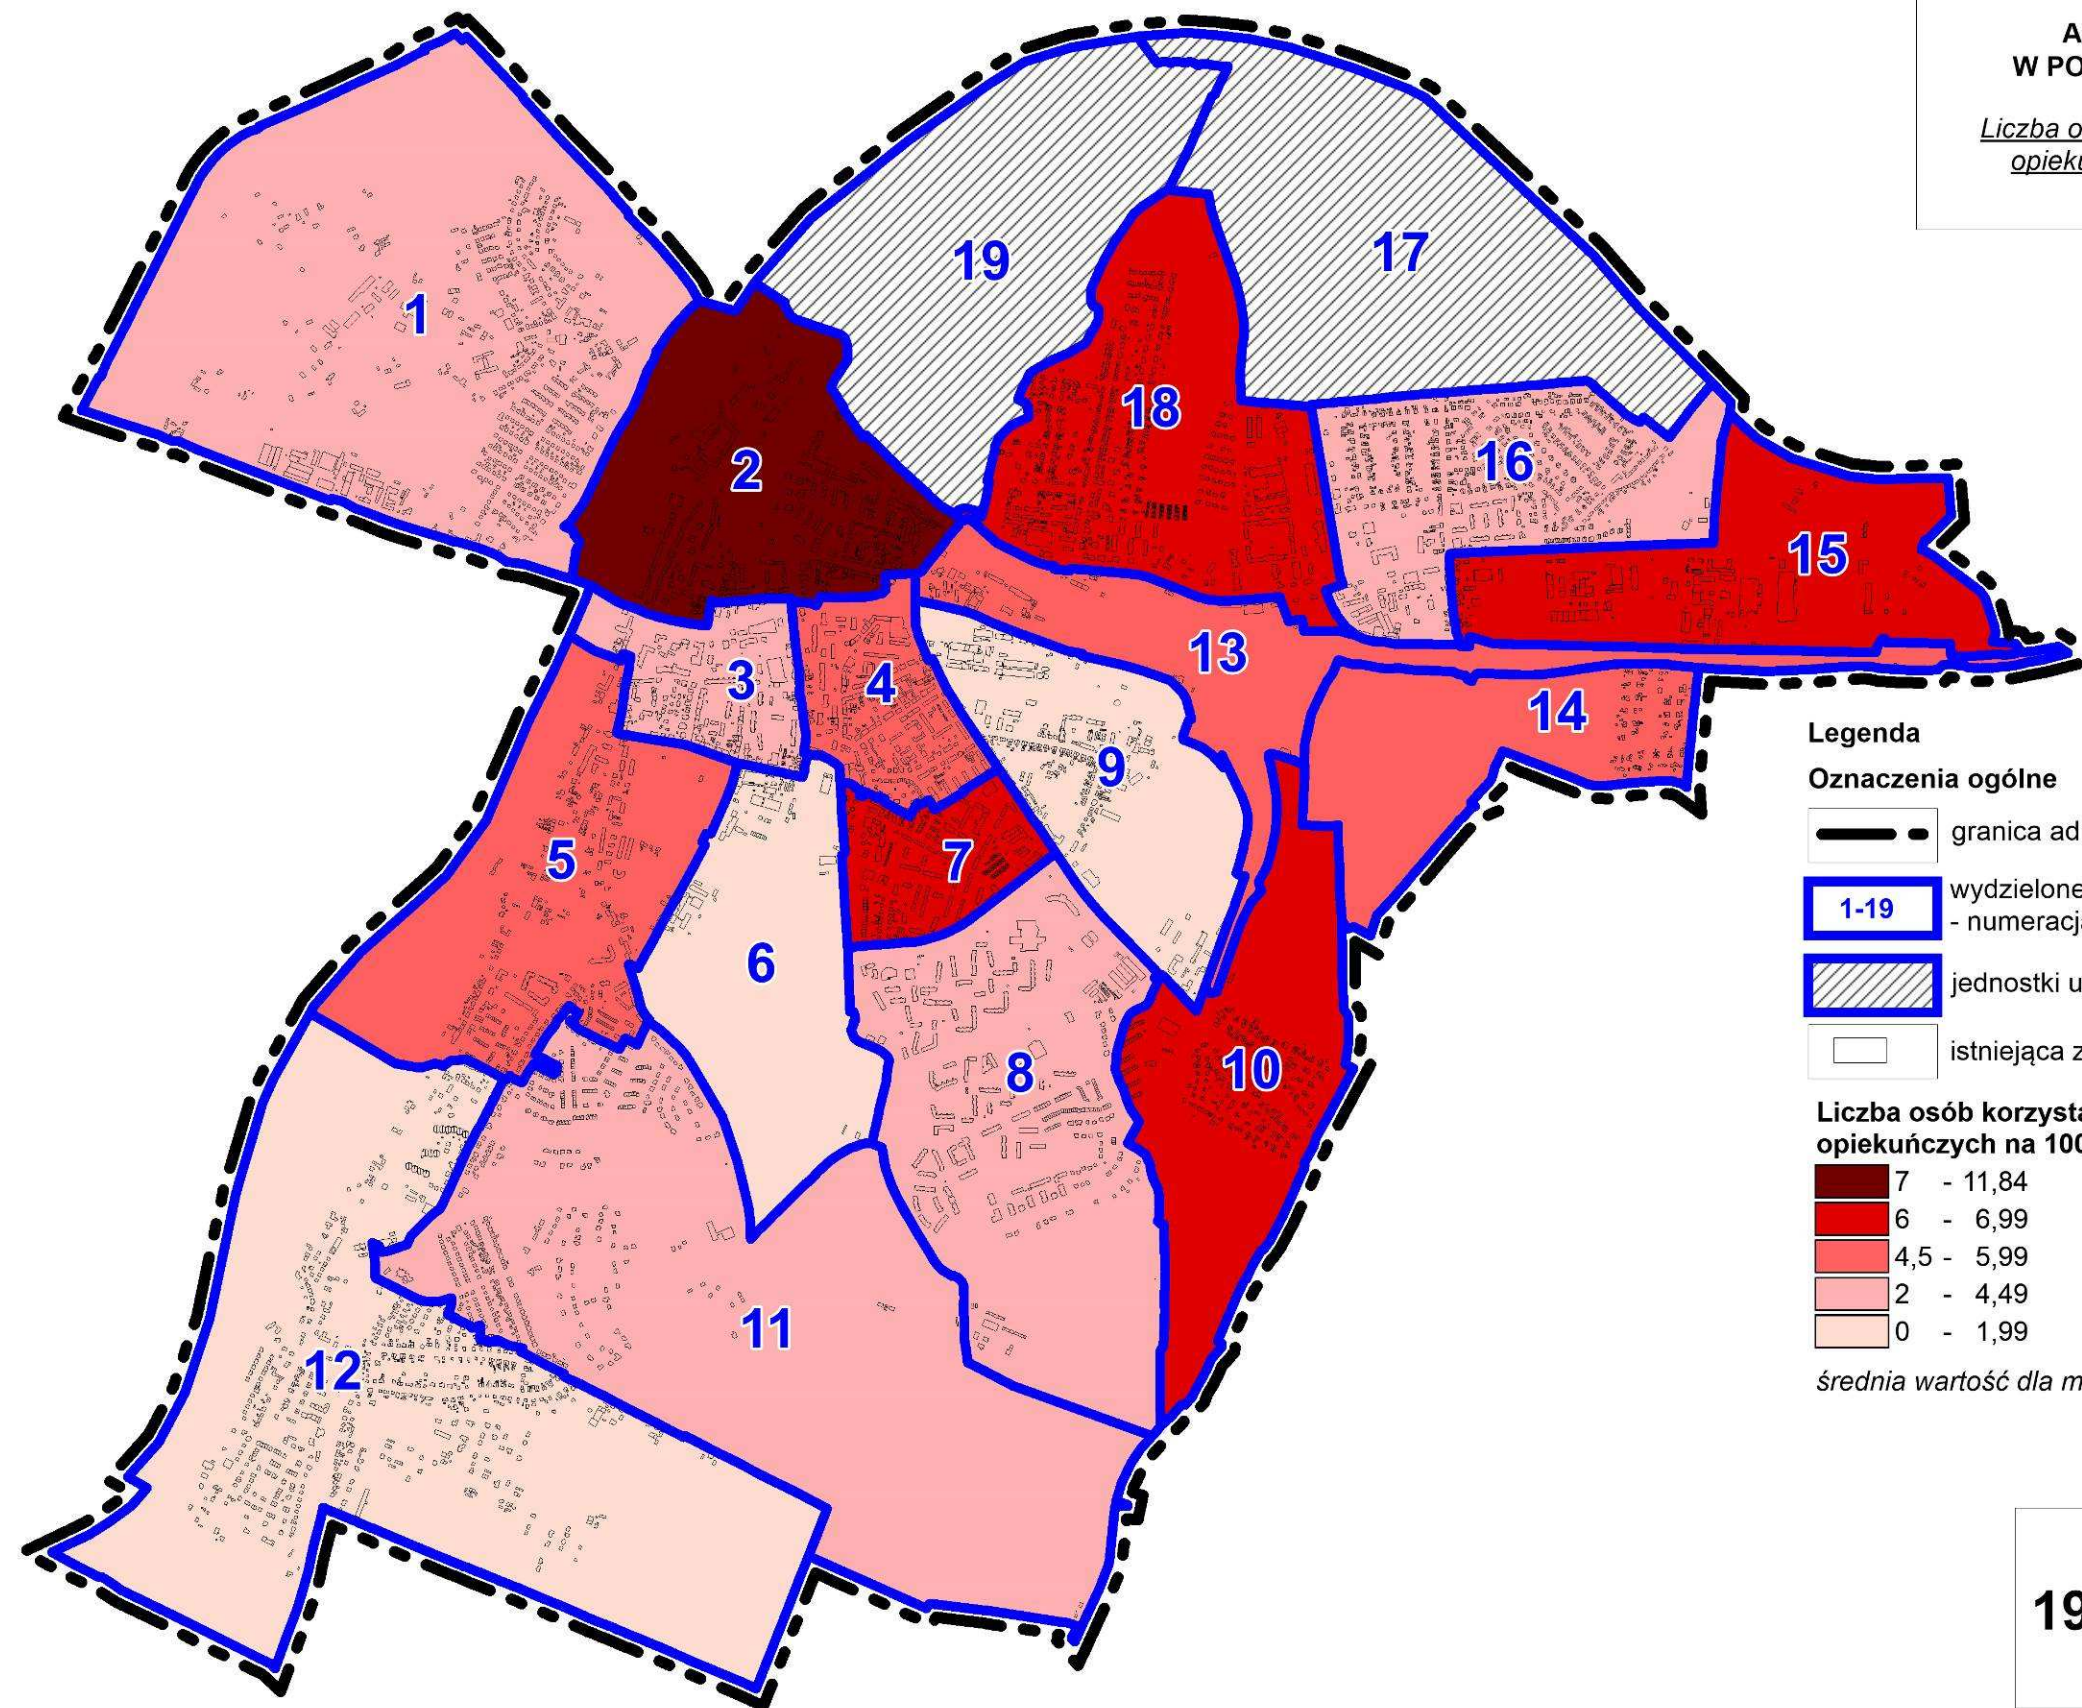 A
W PO
Liczba o
opieku
19
17
1
18
2
16
15
13
3
4
14
9
5
7
6
8
10
11
12
Legenda
Oznaczenia ogólne
granica ad
1-19
wydzielone
- numeracja
jednostki u
istniejąca z
Liczba osób korzysta
opiekuńczych na 100
7 - 11,84
6 - 6,99
4,5 - 5,99
2 - 4,49
0 - 1,99
średnia wartość dla m
19